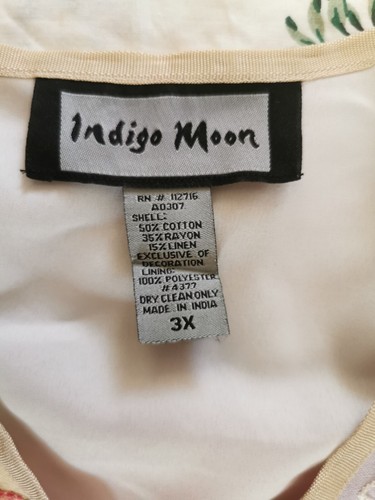 Indigo Moon
RN # 112716
A0307
SHELL:
50% COTTON
35% RAYON
15% LINEN
EXCLUSIVE OF
DECORATION
LINING:
100% POLYESTER
#4377
DRY CLEAN ONLY
MADE IN INDIA
3X